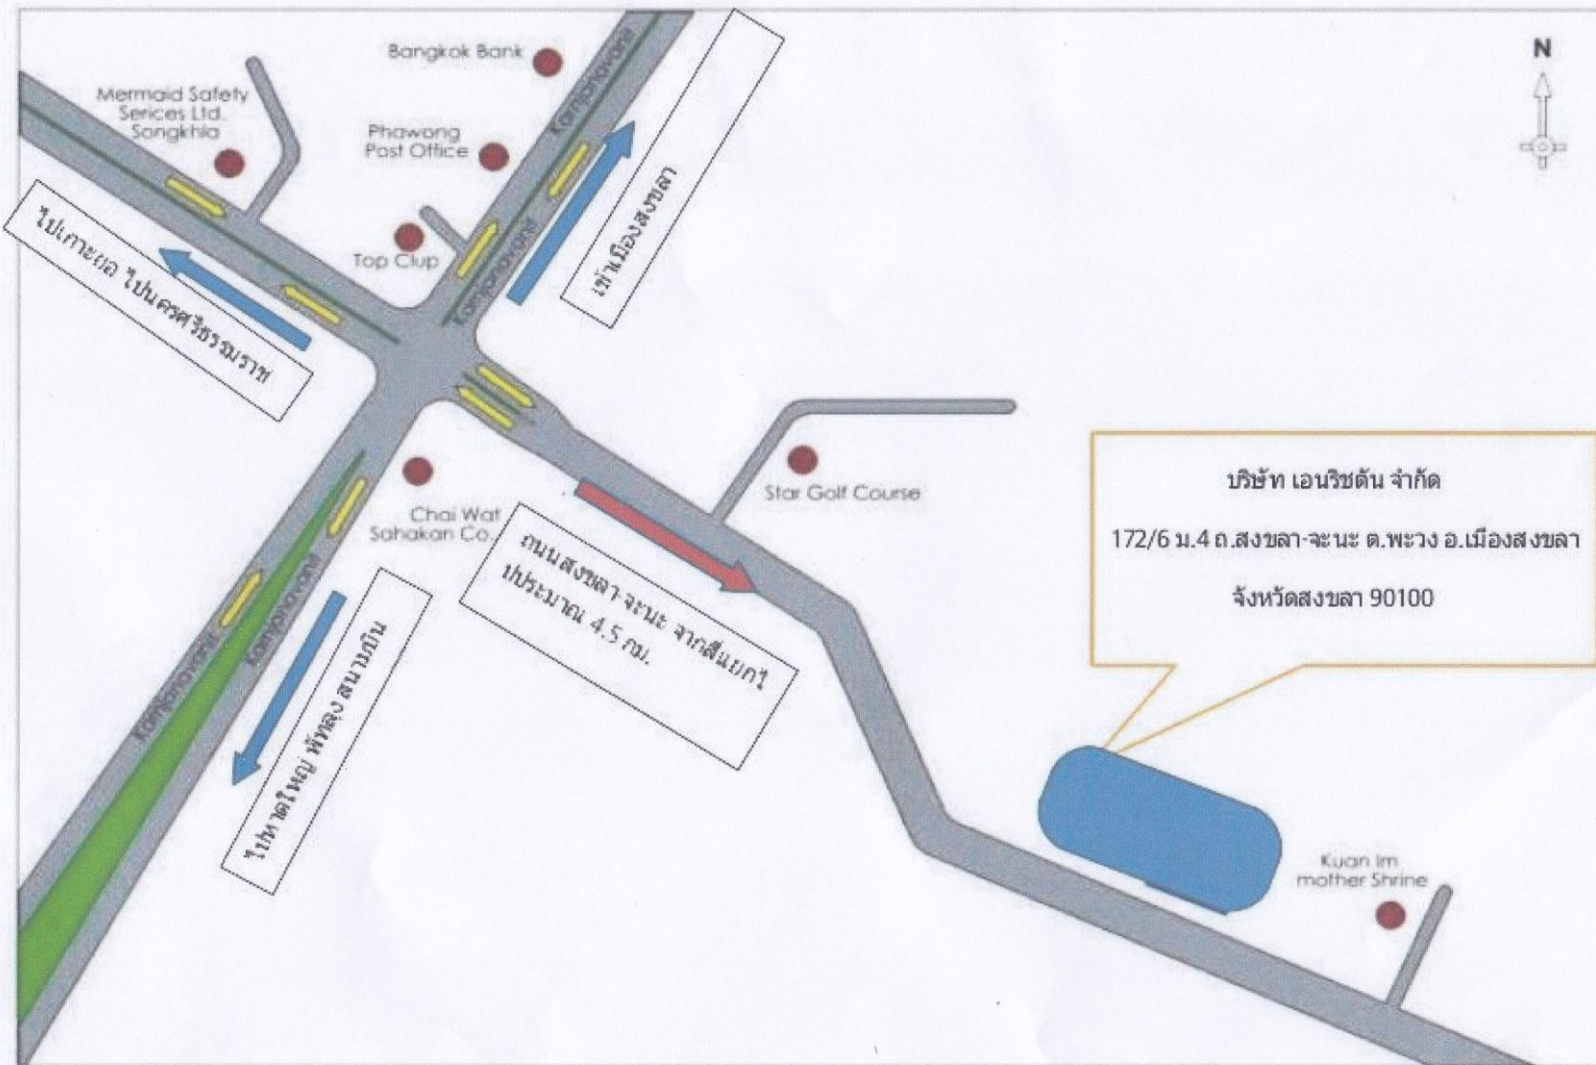 N
Bangkok Bank
Mermaid Safety
Serices Ltd.
Songkhla
Phawong
Post Office
Top Clup
Kamjanavanit
Kamjanavanit
เข้าเมืองสงขลา
ไปเกาะยอ ไปนครศรีธรรมราช
Star Golf Course
Chai Wat
Sahakan Co.
ถนนสงขลา-จะนะ จากสี่แยกไ
ปประมาณ 4.5 กม.
Kamjanavanit
Kamjanavanit
ไปหาดใหญ่ พัทลุง สนามบิน
บริษัท เอนริชตัน จำกัด
172/6 ม.4 ถ.สงขลา-จะนะ ต.พะวง อ.เมืองสงขลา
จังหวัดสงขลา 90100
Kuan Im
mother Shrine